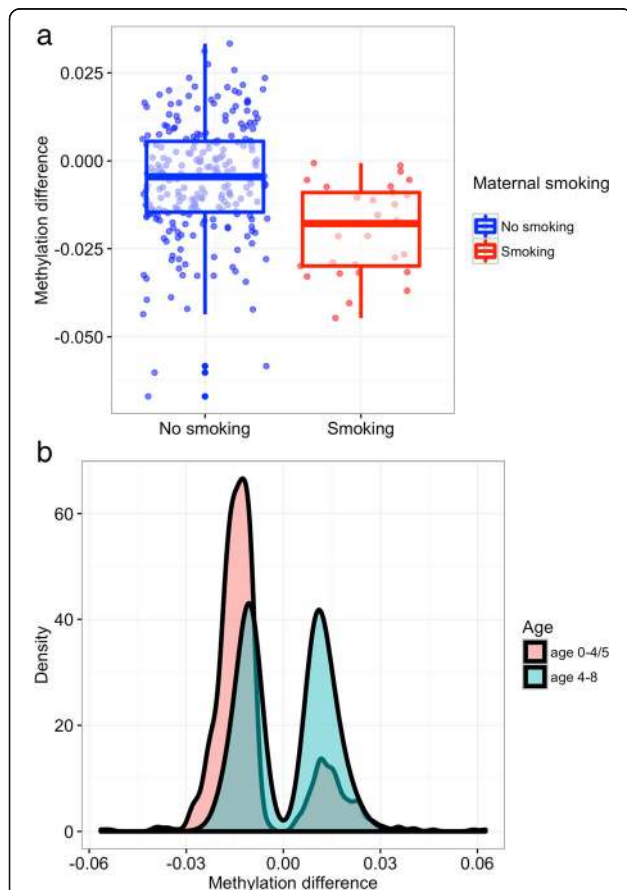 a
0.025
0.000
-0.025
-0.050
Methylation difference
No smoking
Smoking
Maternal smoking
No smoking
Smoking
b
60
40
20
0
Density
-0.06
-0.03
0.00
0.03
0.06
Methylation difference
Age
age 0-4/5
age 4-8